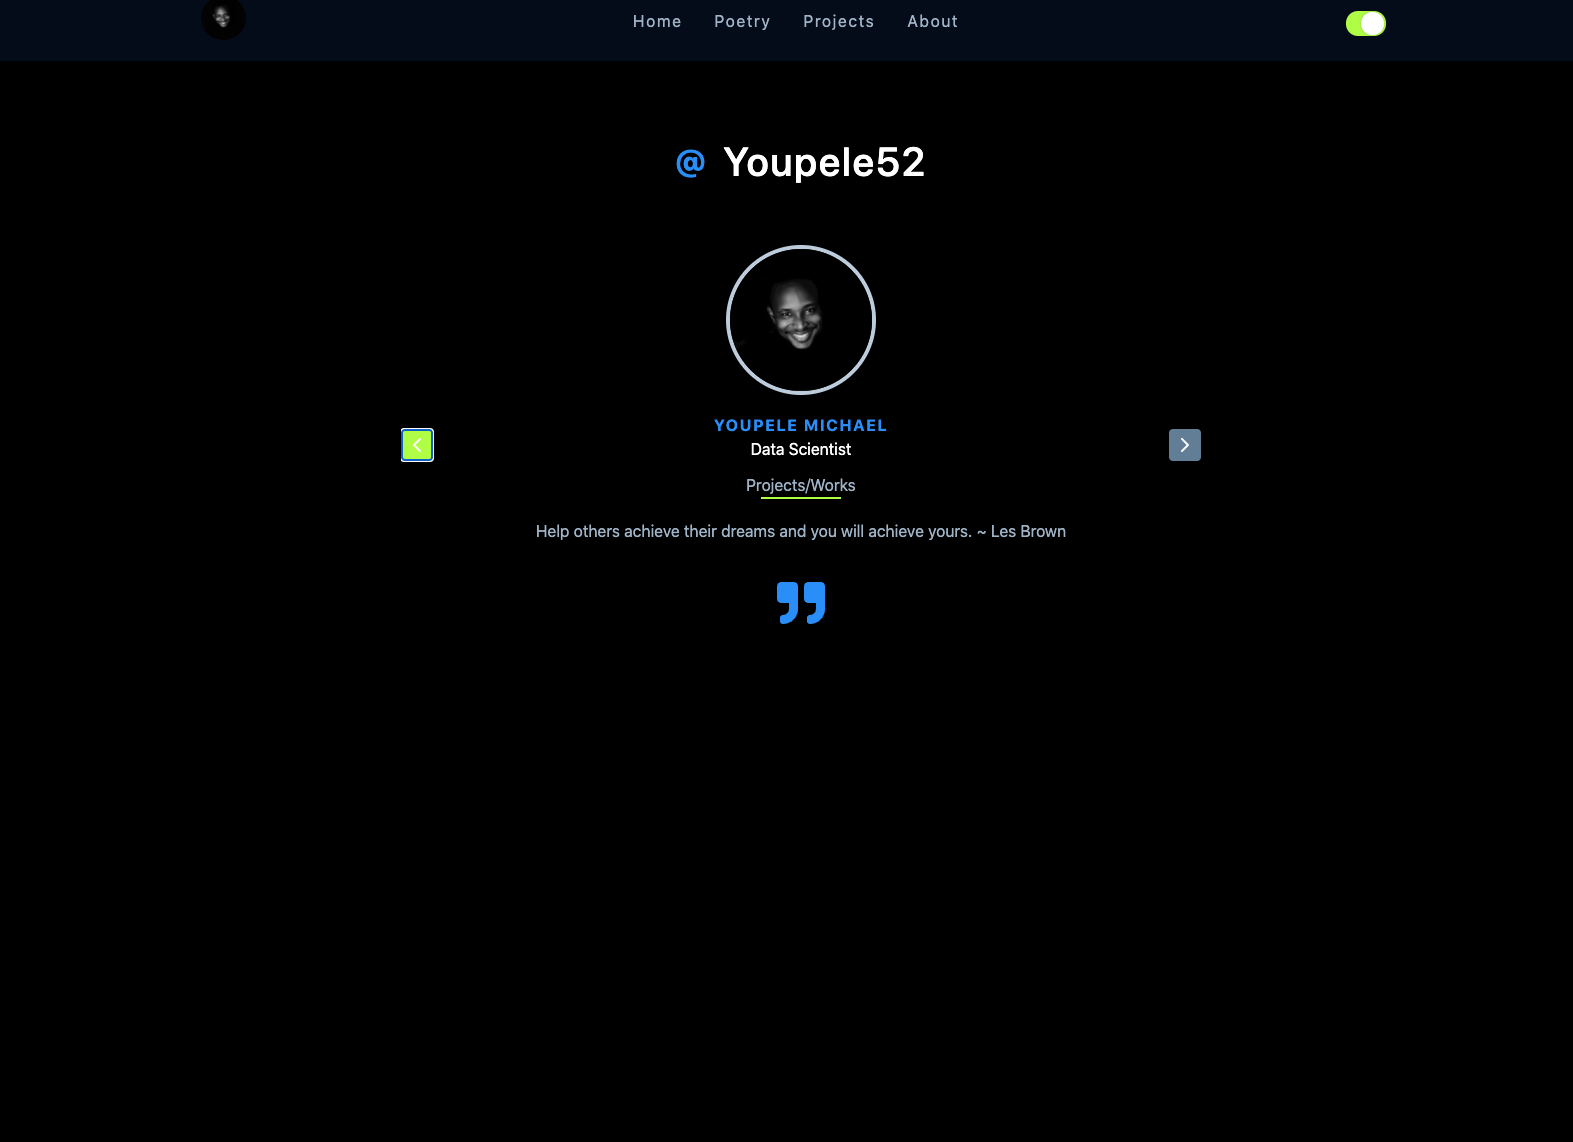 Home Poetry Projects About
@ Youpele52
YOUPELE MICHAEL
Data Scientist
Projects/Works
Help others achieve their dreams and you will achieve yours. ~ Les Brown